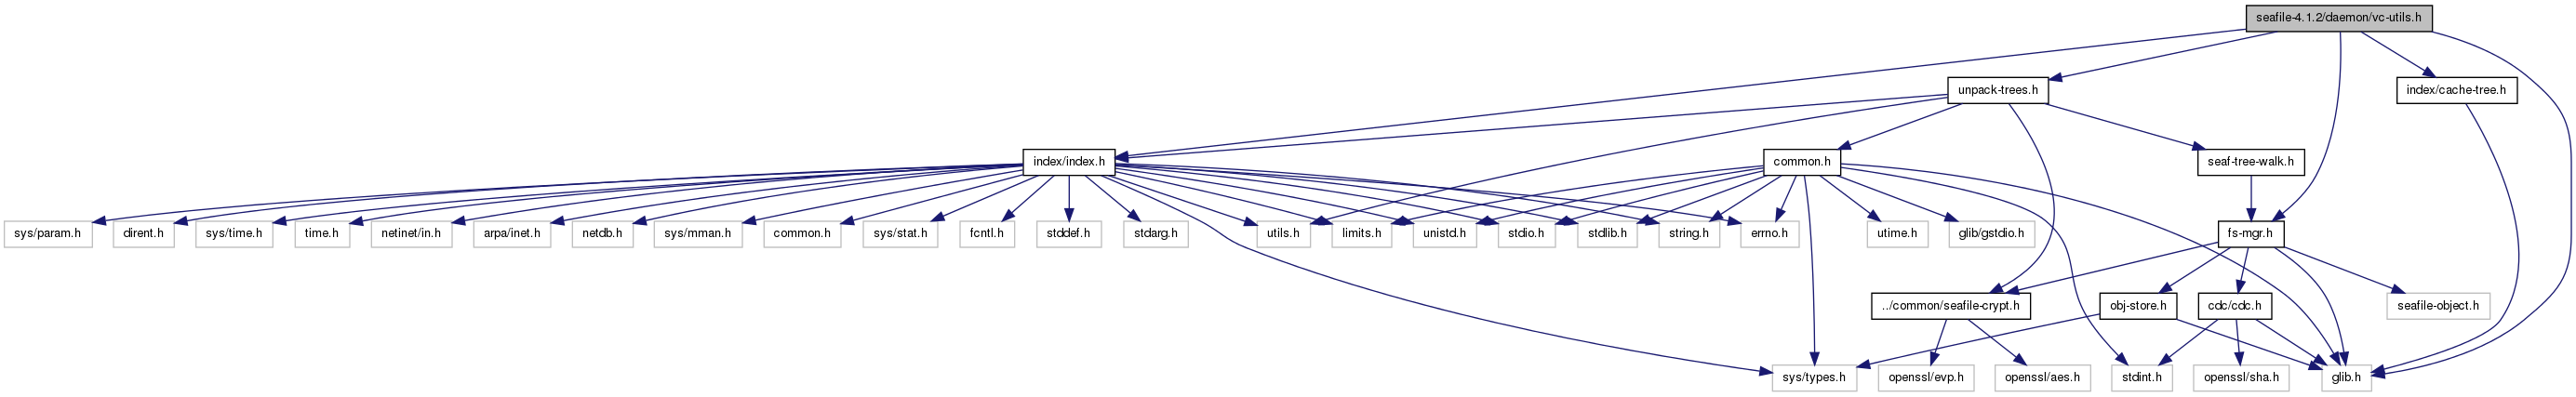 seafile-4.1.2/daemon/vc-utils.h
unpack-trees.h
index/cache-tree.h
index/index.h
common.h
seaf-tree-walk.h
sys/param.h
dirent.h
sys/time.h
time.h
netinet/in.h
arpa/inet.h
netdb.h
sys/mman.h
common.h
sys/stat.h
fcntl.h
stddef.h
stdarg.h
utils.h
limits.h
unistd.h
stdio.h
stdlib.h
string.h
errno.h
utime.h
glib/gstdio.h
fs-mgr.h
../common/seafile-crypt.h
obj-store.h
cdc/cdc.h
seafile-object.h
sys/types.h
openssl/evp.h
openssl/aes.h
stdint.h
openssl/sha.h
glib.h